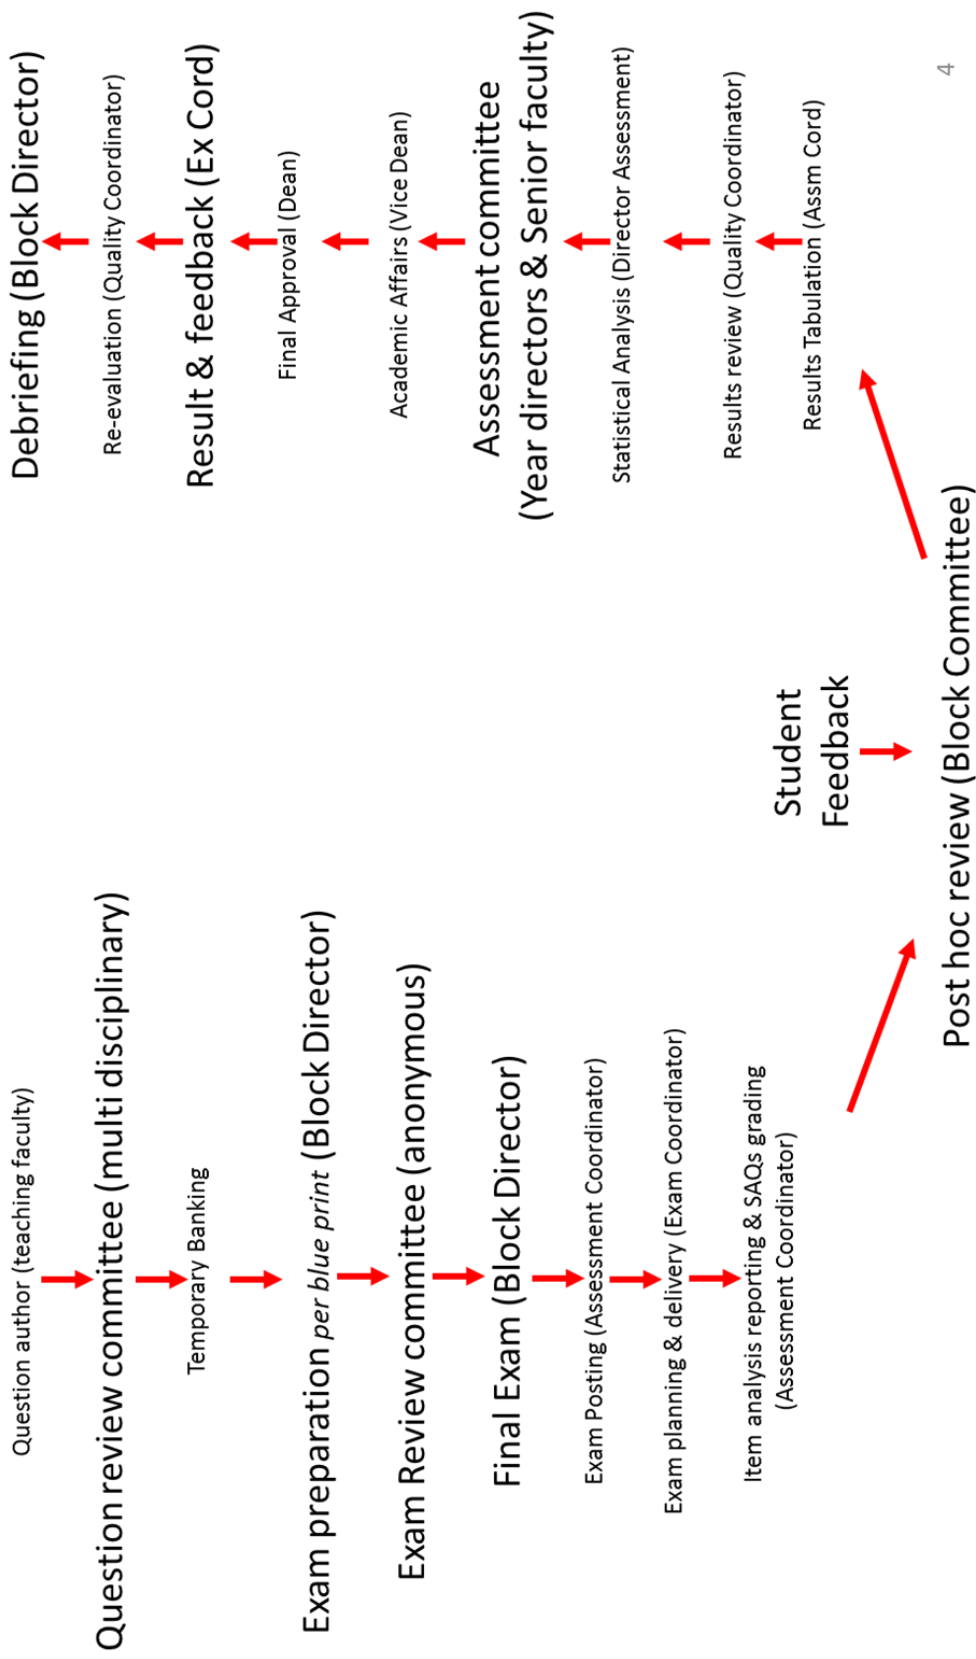 Question author (teaching faculty)
Question review committee (multi disciplinary)
Temporary Banking
Exam preparation per blue print (Block Director)
Exam Review committee (anonymous)
Final Exam (Block Director)
Exam Posting (Assessment Coordinator)
Exam planning & delivery (Exam Coordinator)
Item analysis reporting & SAQs grading
(Assessment Coordinator)
Student
Feedback
Post hoc review (Block Committee)
Debriefing (Block Director)
Re-evaluation (Quality Coordinator)
Result & feedback (Ex Cord)
Final Approval (Dean)
Academic Affairs (Vice Dean)
Assessment committee
(Year directors & Senior faculty)
Statistical Analysis (Director Assessment)
Results review (Quality Coordinator)
Results Tabulation (Assm Cord)
4